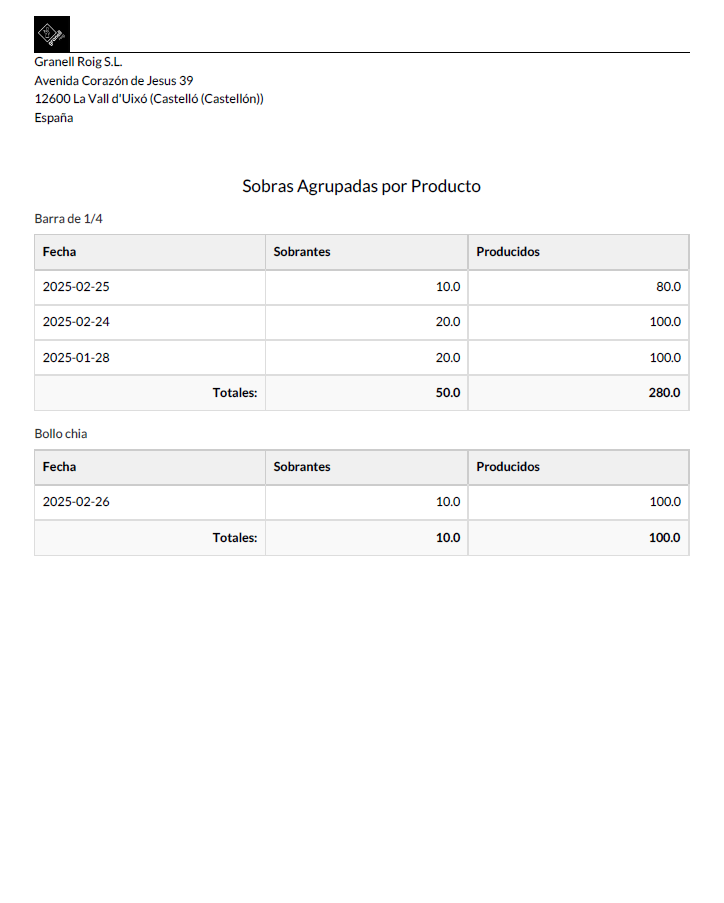 Granell Roig S.L.
Avenida Corazón de Jesus 39
12600 La Vall d'Uixó (Castelló (Castellón))
España
Sobras Agrupadas por Producto
Barra de 1/4
Fecha Sobrantes Producidos
2025-02-25 10.0 80.0
2025-02-24 20.0 100.0
2025-01-28 20.0 100.0
Totales: 50.0 280.0
Bollo chia
Fecha Sobrantes Producidos
2025-02-26 10.0 100.0
Totales: 10.0 100.0